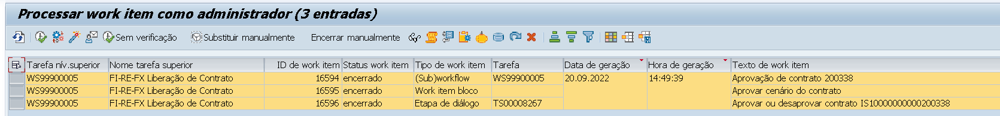 Processar work item como administrador (3 entradas)
Sem verificação Substituir manualmente Encerrar manualmente
Tarefa nív.superior Nome tarefa superior ID de work item Status work item Tipo de work item Tarefa Data de geração Hora de geração Texto de work item
WS99900005 FI-RE-FX Liberação de Contrato 16594 encerrado (Sub)workflow WS99900005 20.09.2022 14:49:39 Aprovação de contrato 200338
WS99900005 FI-RE-FX Liberação de Contrato 16595 encerrado Work item bloco Aprovar cenário do contrato
WS99900005 FI-RE-FX Liberação de Contrato 16596 encerrado Etapa de diálogo TS00008267 Aprovar ou desaprovar contrato IS10000000000200338